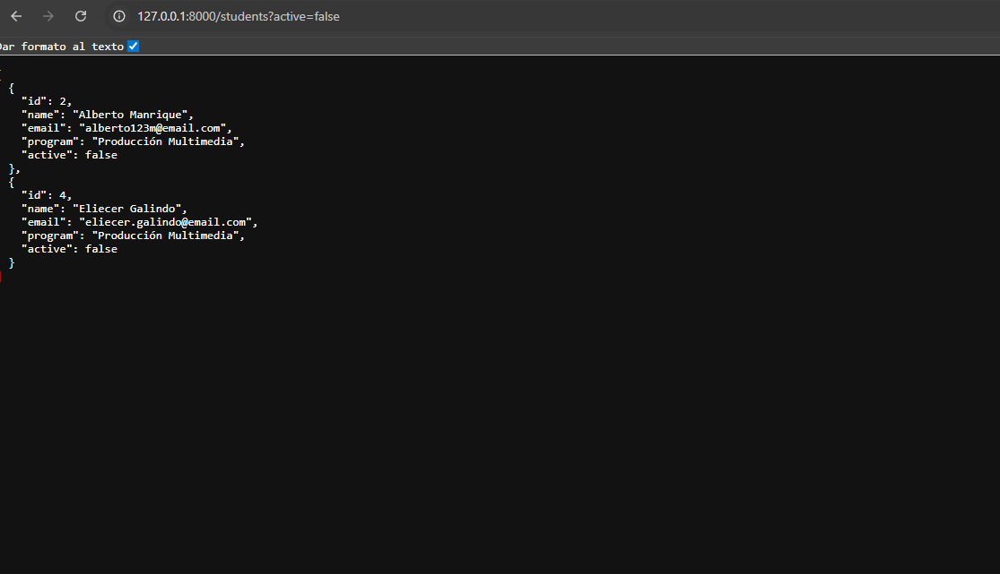 127.0.0.1:8000/students?active=false
Dar formato al texto
{
"id": 2,
"name": "Alberto Manrique",
"email": "alberto123m@email.com",
"program": "Producción Multimedia",
"active": false
},
{
"id": 4,
"name": "Eliecer Galindo",
"email": "eliecer.galindo@email.com",
"program": "Producción Multimedia",
"active": false
}